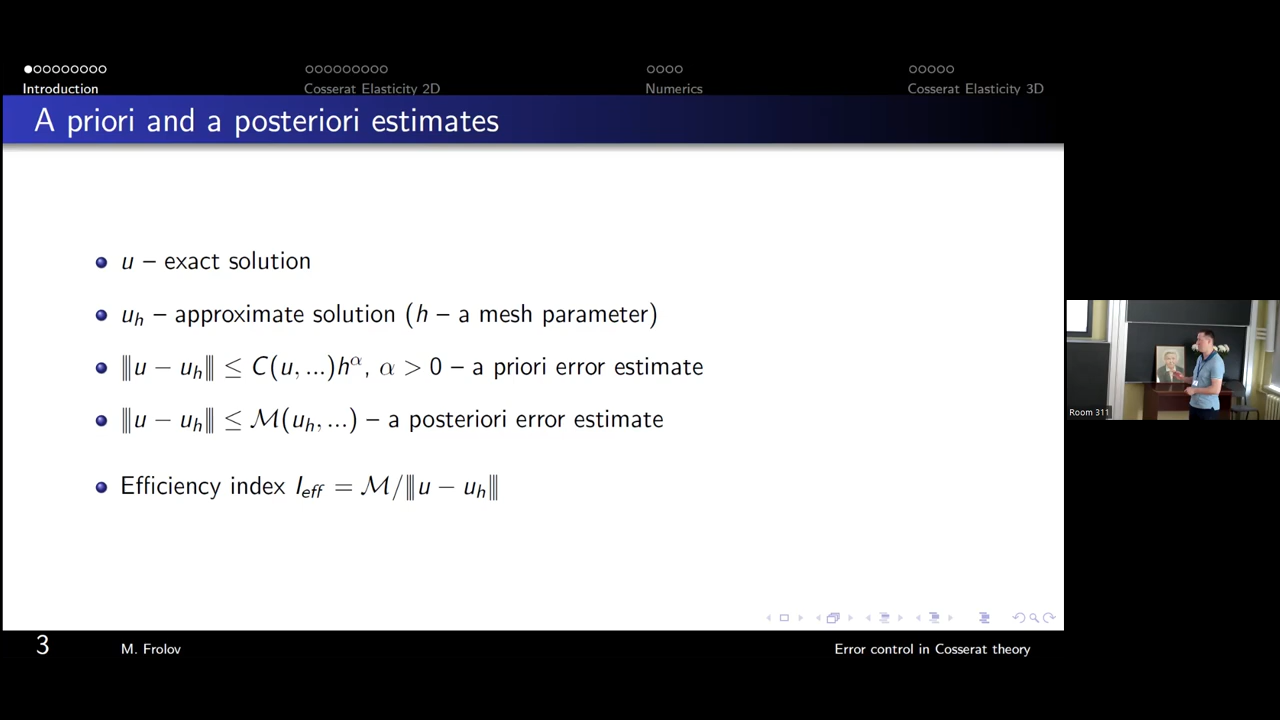 Introduction
Cosserat Elasticity 2D
Numerics
Cosserat Elasticity 3D
A priori and a posteriori estimates
u – exact solution
u_h – approximate solution (h – a mesh parameter)
⦀u − u_h⦀ ≤ C(u, ...)h^α, α > 0 – a priori error estimate
⦀u − u_h⦀ ≤ ℳ(u_h, ...) – a posteriori error estimate
Efficiency index I_eff = ℳ/⦀u − u_h⦀
Room 311
3
M. Frolov
Error control in Cosserat theory